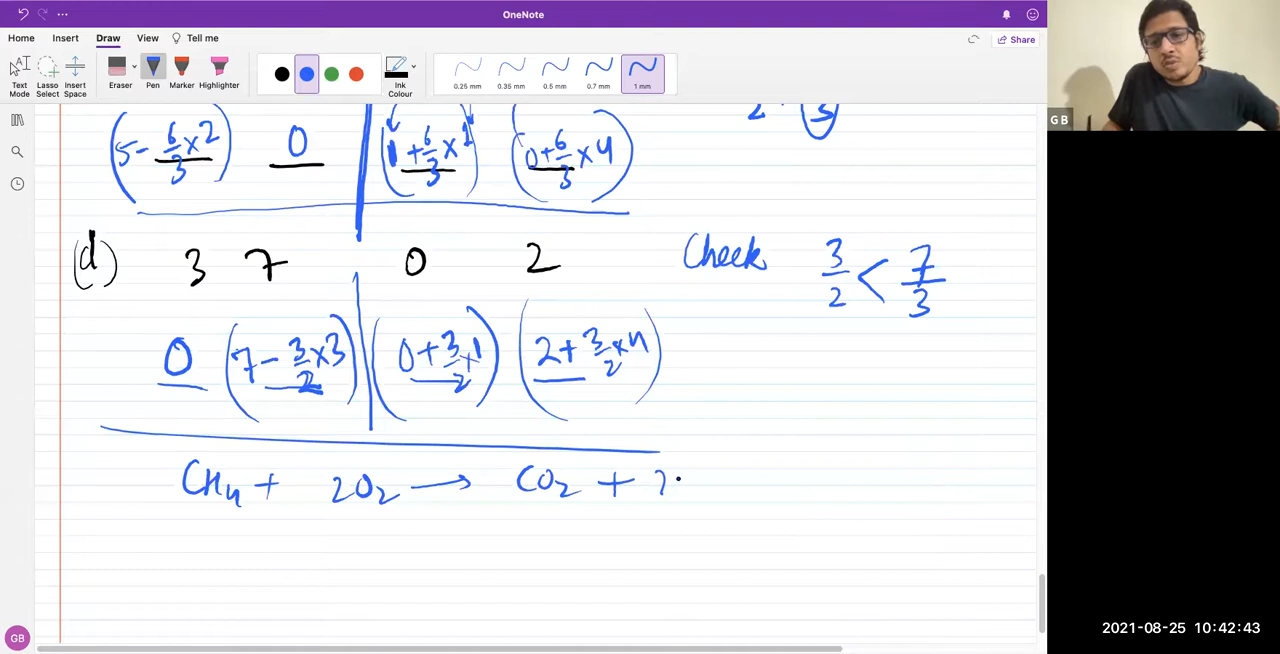 OneNote
Home Insert Draw View Tell me
Share
Text Mode Lasso Select Insert Space Eraser Pen Marker Highlighter Ink Colour 0.25 mm 0.35 mm 0.5 mm 0.7 mm 1 mm
GB
(5 - 6/3 x 2) 0 (1 + 6/3 x 1) (0 + 6/3 x 4)
(d) 3 7 0 2 Check 3/2 < 7/3
0 (7 - 3/2 x 3) (0 + 3/2 x 1) (2 + 3/2 x 4)
CH4 + 2O2 → CO2 +
GB
2021-08-25 10:42:43